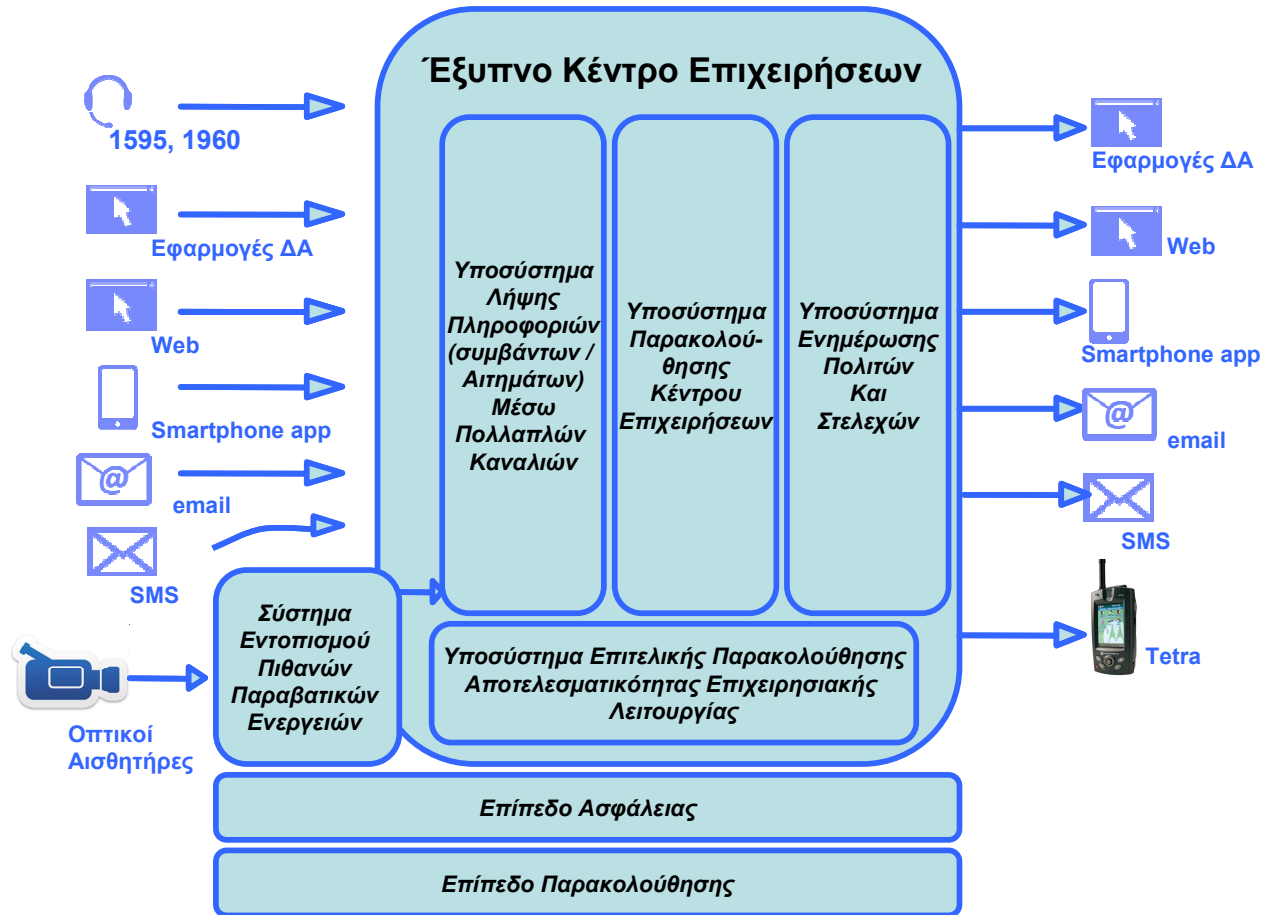 Έξυπνο Κέντρο Επιχειρήσεων
1595, 1960
Εφαρμογές ΔΑ
Web
Smartphone app
email
SMS
Οπτικοί
Αισθητήρες
Σύστημα
Εντοπισμού
Πιθανών
Παραβατικών
Ενεργειών
Υποσύστημα
Λήψης
Πληροφοριών
(συμβάντων /
Αιτημάτων)
Μέσω
Πολλαπλών
Καναλιών
Υποσύστημα
Παρακολού-
θησης
Κέντρου
Επιχειρήσεων
Υποσύστημα
Ενημέρωσης
Πολιτών
Και
Στελεχών
Υποσύστημα Επιτελικής Παρακολούθησης
Αποτελεσματικότητας Επιχειρησιακής
Λειτουργίας
Εφαρμογές ΔΑ
Web
Smartphone app
email
SMS
Tetra
Επίπεδο Ασφάλειας
Επίπεδο Παρακολούθησης